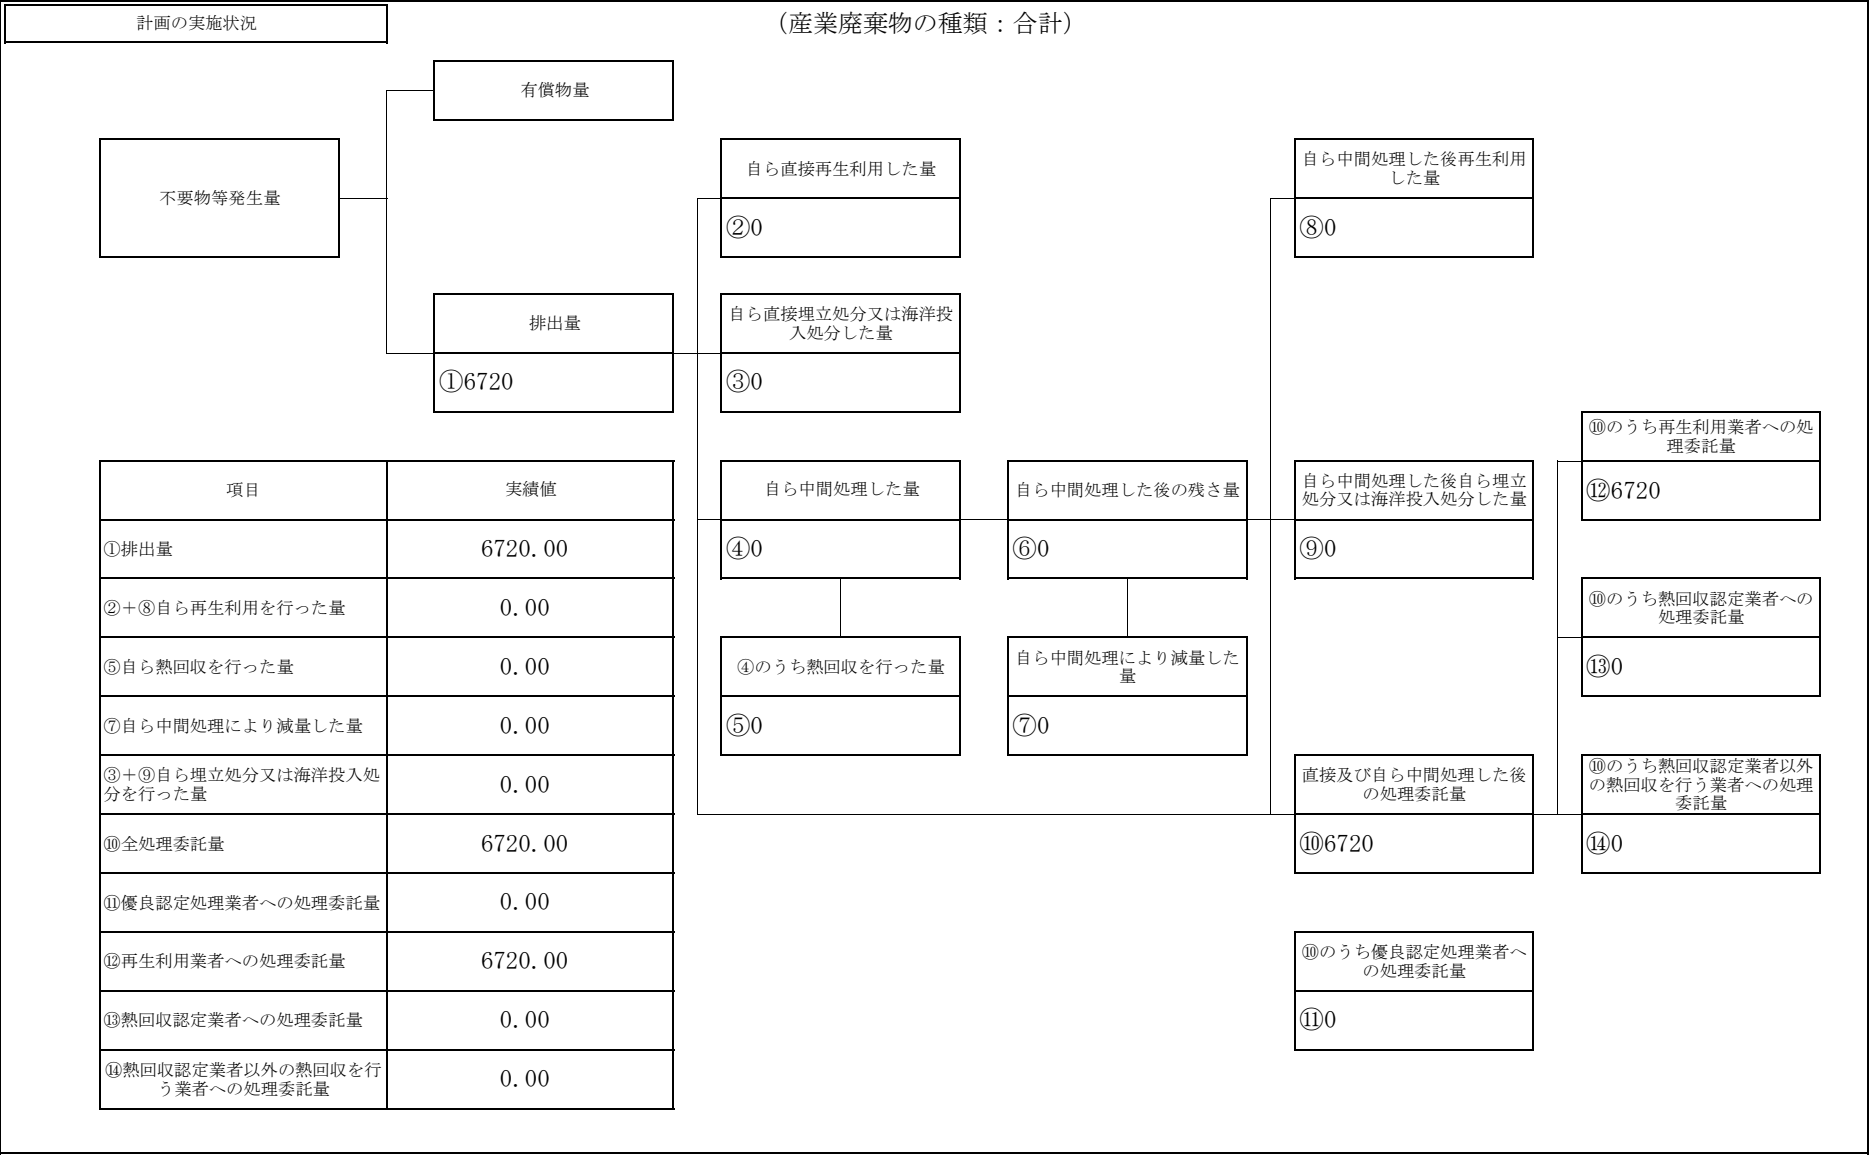 計画の実施状況
（産業廃棄物の種類：合計）
有償物量
不要物等発生量
排出量
①6720
自ら直接再生利用した量
②0
自ら直接埋立処分又は海洋投
入処分した量
③0
自ら中間処理した量
④0
④のうち熱回収を行った量
⑤0
自ら中間処理した後の残さ量
⑥0
自ら中間処理により減量した
量
⑦0
自ら中間処理した後再生利用
した量
⑧0
自ら中間処理した後自ら埋立
処分又は海洋投入処分した量
⑨0
直接及び自ら中間処理した後
の処理委託量
⑩6720
⑩のうち優良認定処理業者へ
の処理委託量
⑪0
⑩のうち再生利用業者への処
理委託量
⑫6720
⑩のうち熱回収認定業者への
処理委託量
⑬0
⑩のうち熱回収認定業者以外
の熱回収を行う業者への処理
委託量
⑭0
項目 実績値
①排出量 6720.00
②＋⑧自ら再生利用を行った量 0.00
⑤自ら熱回収を行った量 0.00
⑦自ら中間処理により減量した量 0.00
③＋⑨自ら埋立処分又は海洋投入処
分を行った量 0.00
⑩全処理委託量 6720.00
⑪優良認定処理業者への処理委託量 0.00
⑫再生利用業者への処理委託量 6720.00
⑬熱回収認定業者への処理委託量 0.00
⑭熱回収認定業者以外の熱回収を行
う業者への処理委託量 0.00